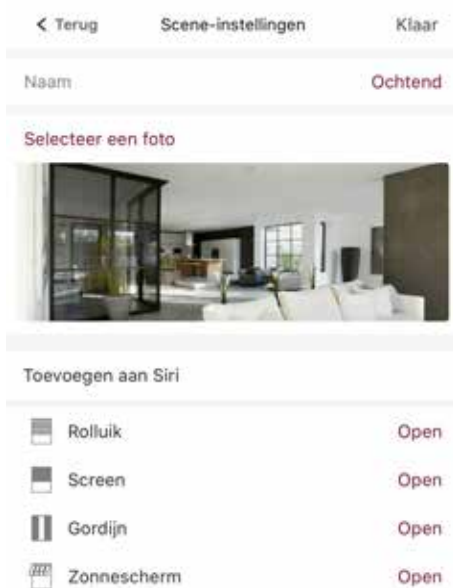 Terug Scene-instellingen Klaar
Naam Ochtend
Selecteer een foto
Toevoegen aan Siri
Rolluik Open
Screen Open
Gordijn Open
Zonnescherm Open